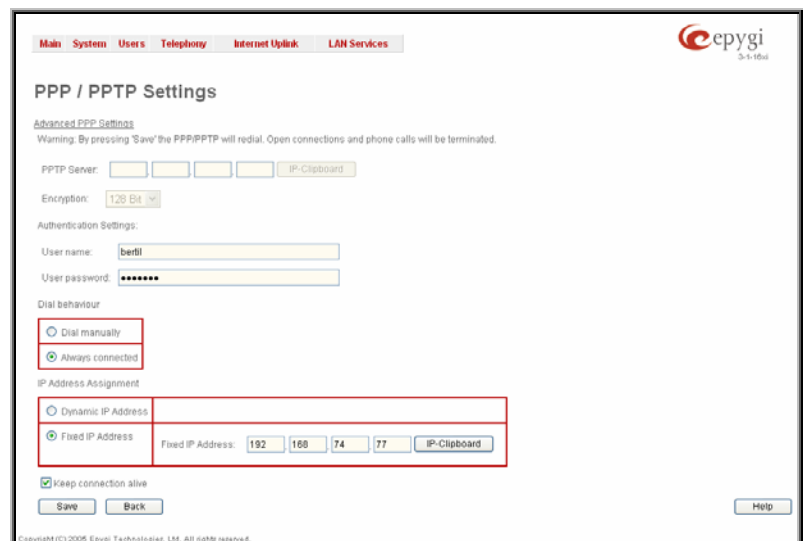 Main System Users Telephony Internet Uplink LAN Services
epygi
3-1-16xi
PPP / PPTP Settings
Advanced PPP Settings
Warning: By pressing 'Save' the PPP/PPTP will redial. Open connections and phone calls will be terminated.
PPTP Server: . . . IP-Clipboard
Encryption: 128 Bit
Authentication Settings:
User name: bertil
User password: •••••••
Dial behaviour
Dial manually
Always connected
IP Address Assignment
Dynamic IP Address
Fixed IP Address Fixed IP Address: 192 . 168 . 74 . 77 IP-Clipboard
Keep connection alive
Save Back Help
Copyright (C) 2005 Epygi Technologies, Ltd. All rights reserved.